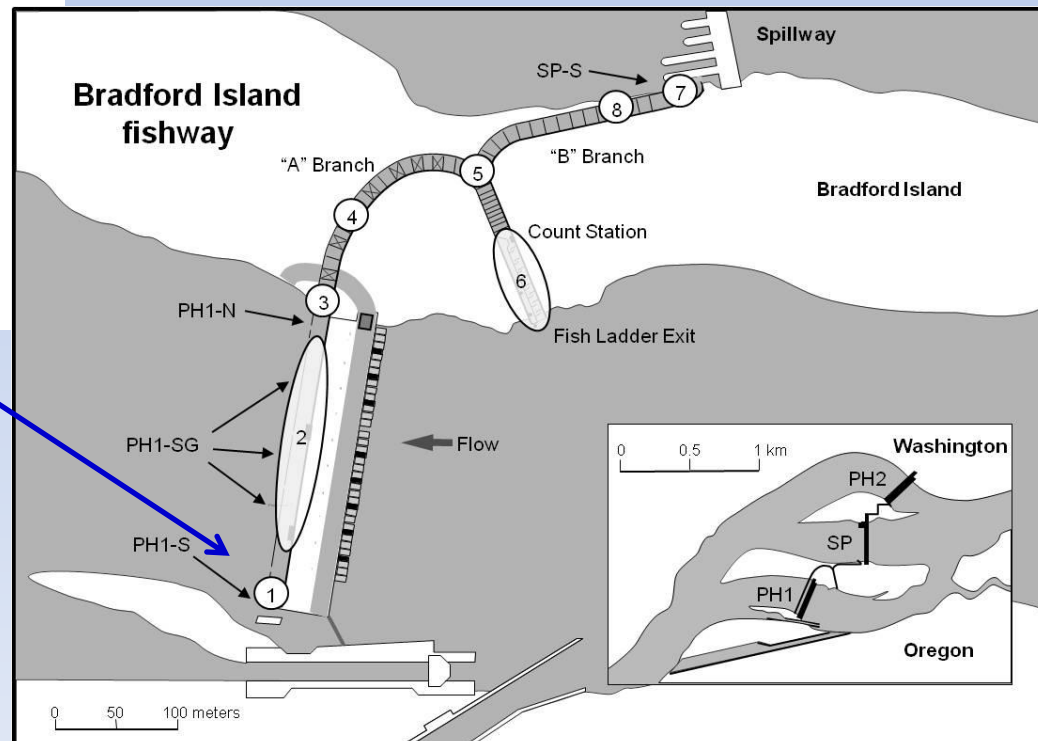 Spillway
SP-S
Bradford Island
fishway
7
8
"A" Branch
"B" Branch
5
Bradford Island
4
Count Station
6
3
PH1-N
Fish Ladder Exit
2
PH1-SG
Flow
PH1-S
1
0 0.5 1 km
Washington
PH2
SP
PH1
Oregon
0 50 100 meters